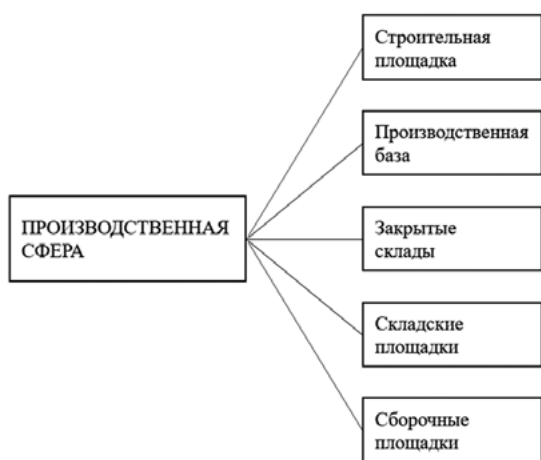 Строительная
площадка
Производственная
база
ПРОИЗВОДСТВЕННАЯ
СФЕРА
Закрытые
склады
Складские
площадки
Сборочные
площадки